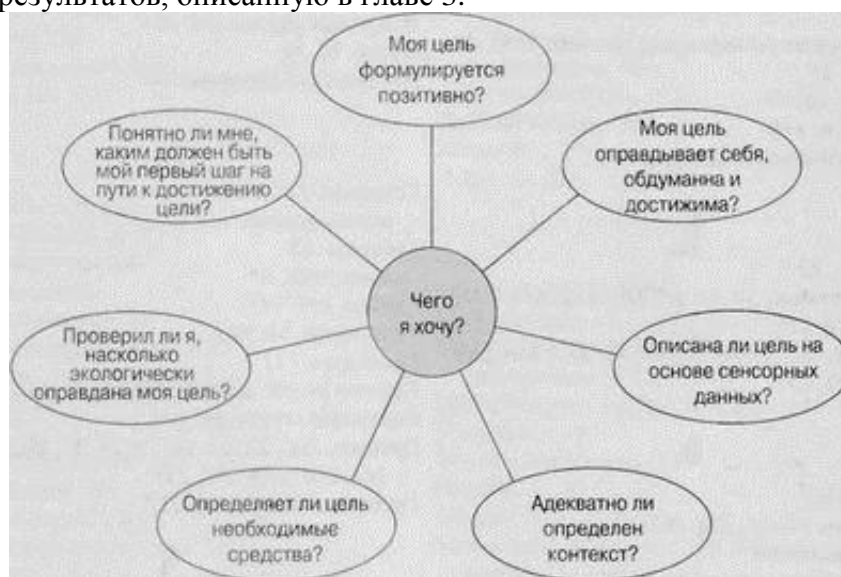 результатов, описанную в главе 3.
Моя цель
формулируется
позитивно?
Моя цель
оправдывает себя,
обдуманна и
достижима?
Описана ли цель на
основе сенсорных
данных?
Адекватно ли
определен
контекст?
Определяет ли цель
необходимые
средства?
Проверил ли я,
насколько
экологически
оправдана моя цель?
Понятно ли мне,
каким должен быть
мой первый шаг на
пути к достижению
цели?
Чего
я хочу?